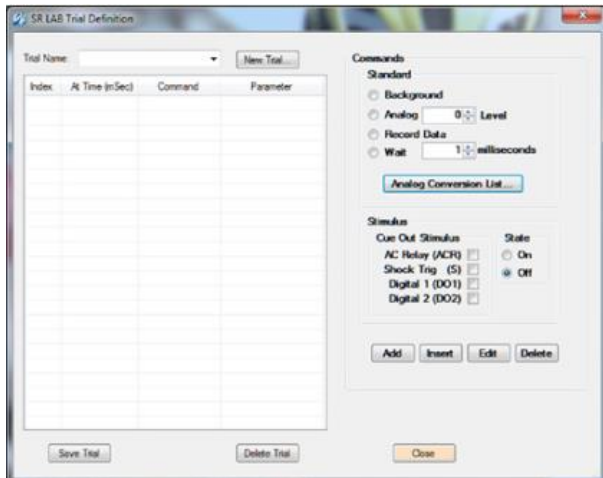 SR LAB Trial Definition
Trial Name: New Trial...
Index At Time (mSec) Command Parameter
Commands
Standard
Background
Analog 0 Level
Record Data
Wait 1 milliseconds
Analog Conversion List...
Stimulus
Cue Out Stimulus State
AC Relay (ACR) On
Shock Trig (S) Off
Digital 1 (DO1)
Digital 2 (DO2)
Add Insert Edit Delete
Save Trial Delete Trial Close